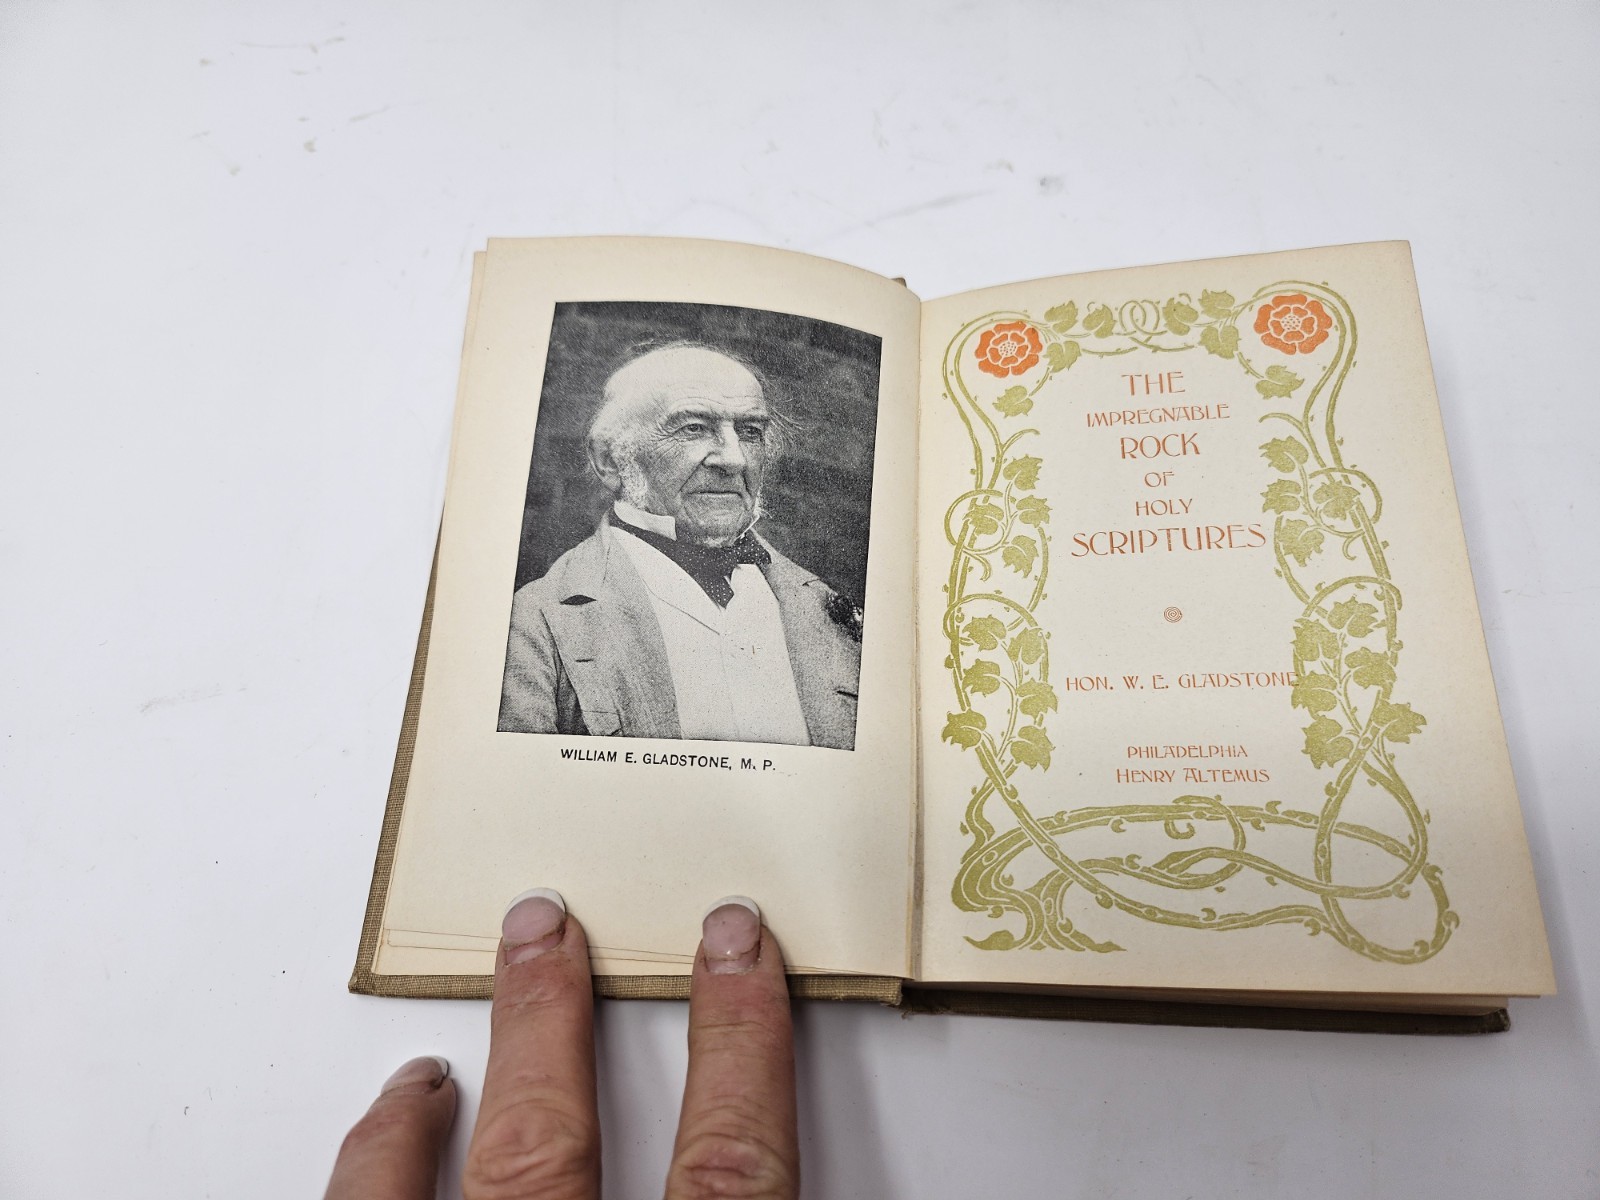 WILLIAM E. GLADSTONE, M. P.
THE
IMPREGNABLE
ROCK
OF
HOLY
SCRIPTURES
HON. W. E. GLADSTONE
PHILADELPHIA
HENRY ALTEMUS